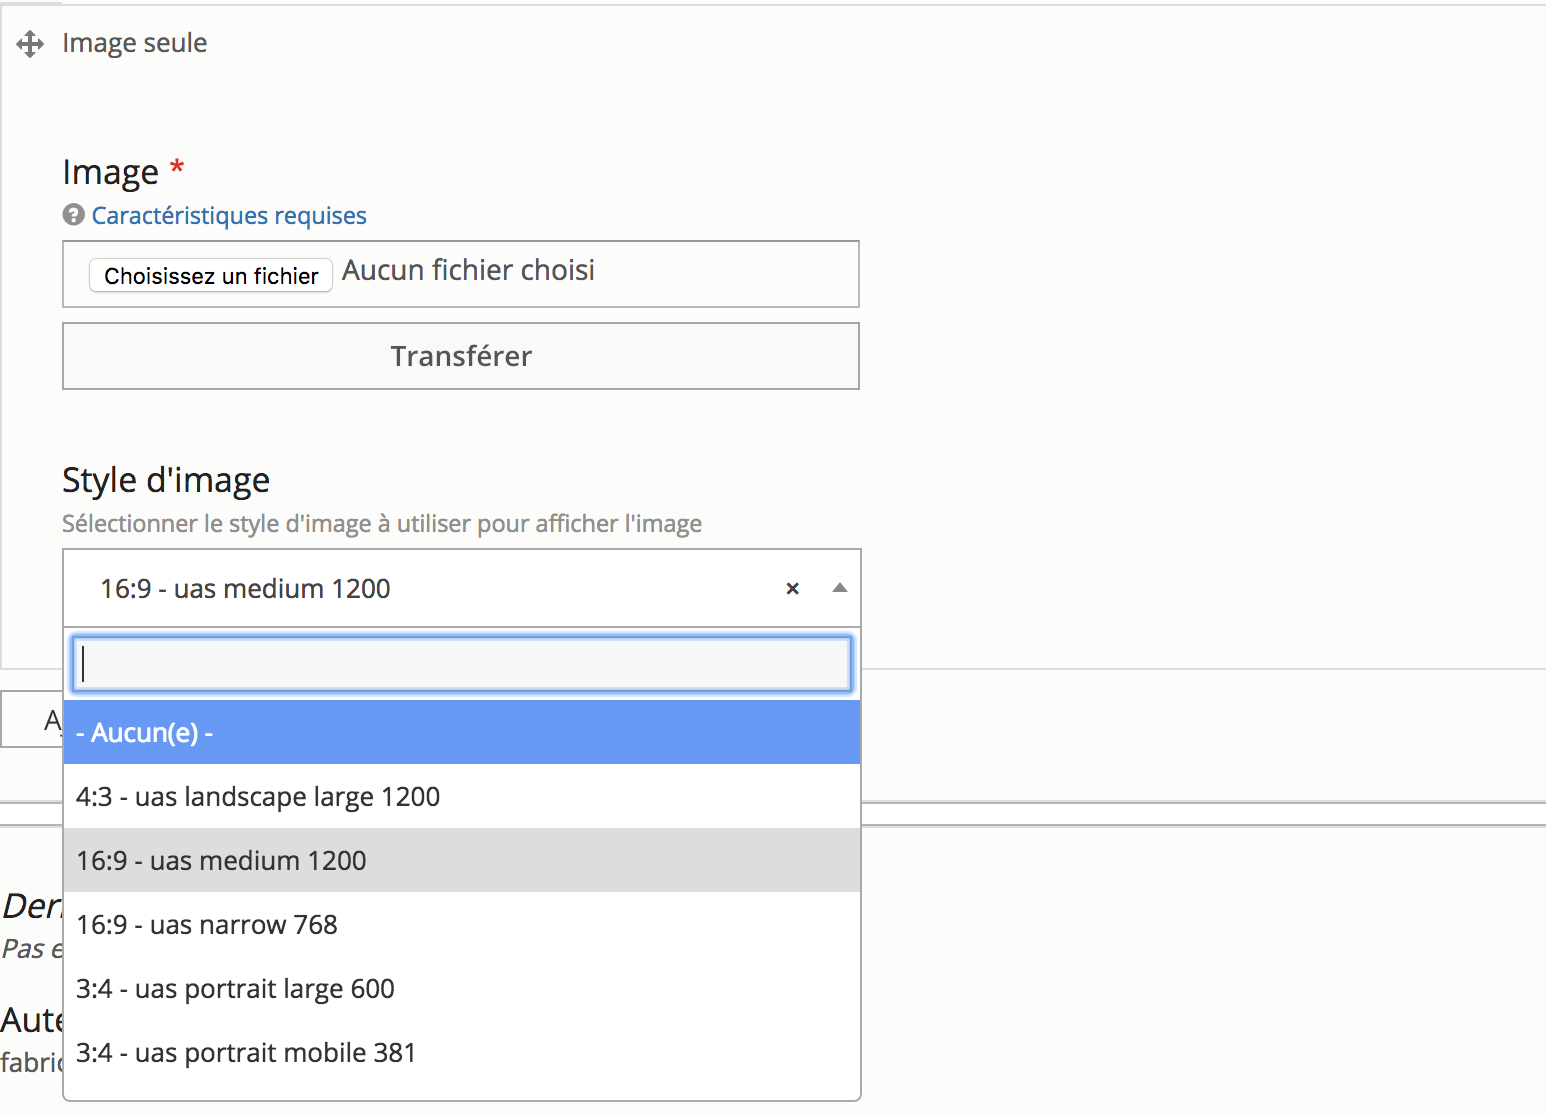 Image seule
Image *
? Caractéristiques requises
Choisissez un fichier Aucun fichier choisi
Transférer
Style d'image
Sélectionner le style d'image à utiliser pour afficher l'image
16:9 - uas medium 1200 ×
- Aucun(e) -
4:3 - uas landscape large 1200
16:9 - uas medium 1200
16:9 - uas narrow 768
3:4 - uas portrait large 600
Pas
3:4 - uas portrait mobile 381